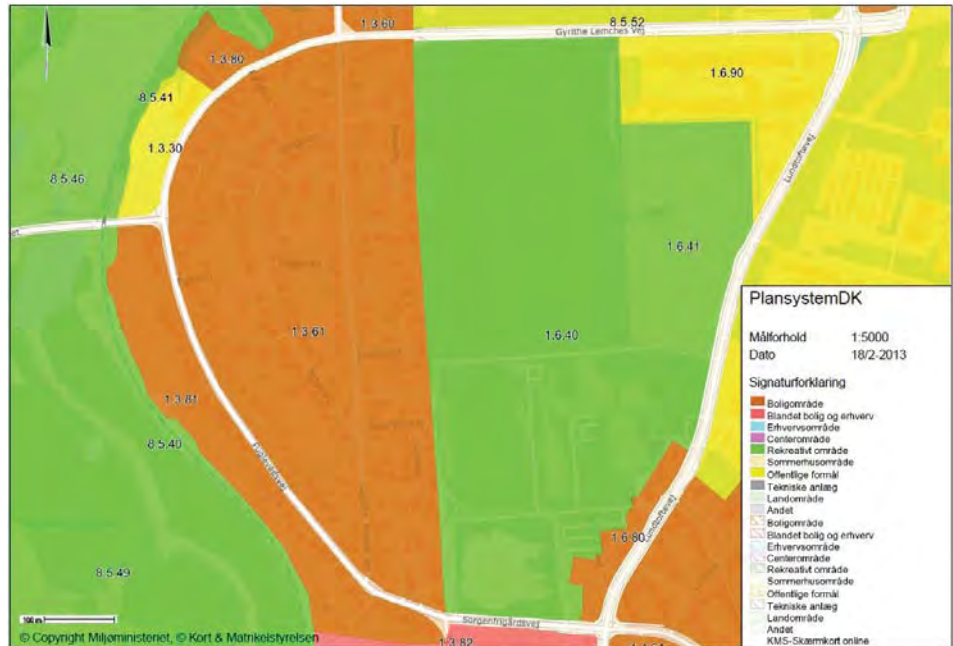 1.3.60
8.5.52
Gyrithe Lemches Vej
1.3.80
1.6.90
8.5.41
1.3.30
Lundtoftevej
8.5.46
1.6.41
1.3.61
1.6.40
1.3.81
8.5.40
1.6.80
Lundtoftevej
8.5.49
100 m
Sorgenfrigårdsvej
1.3.82
© Copyright Miljøministeriet, © Kort & Matrikelstyrelsen
PlansystemDK
Målforhold 1:5000
Dato 18/2-2013
Signaturforklaring
Boligområde
Blandet bolig og erhverv
Erhvervsområde
Centerområde
Rekreativt område
Sommerhusområde
Offentlige formål
Tekniske anlæg
Landområde
Andet
Boligområde
Blandet bolig og erhverv
Erhvervsområde
Centerområde
Rekreativt område
Sommerhusområde
Offentlige formål
Tekniske anlæg
Landområde
Andet
KMS-Skærmkort online